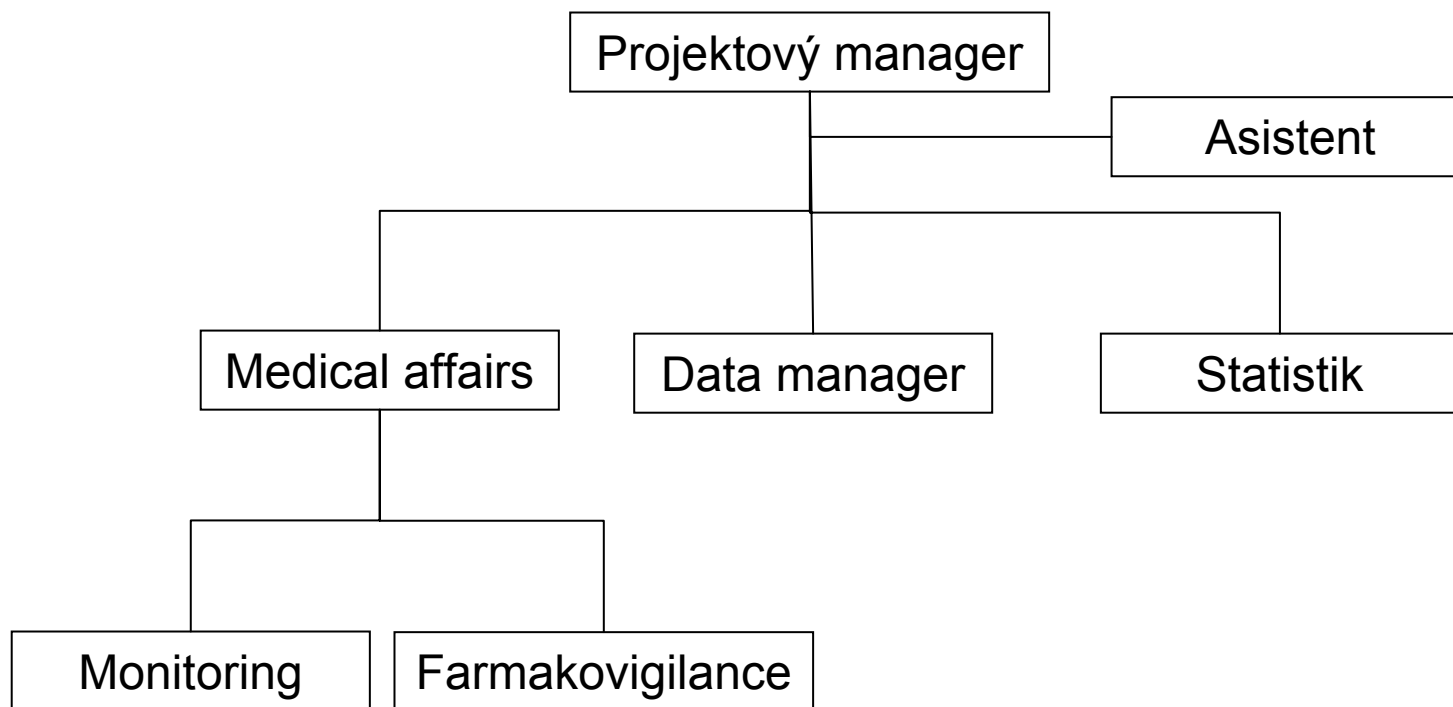 Projektový manager
Asistent
Medical affairs
Data manager
Statistik
Monitoring
Farmakovigilance